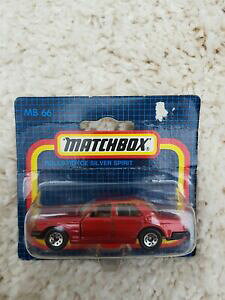 MB 66
MATCHBOX
ROLLS ROYCE SILVER SPIRIT